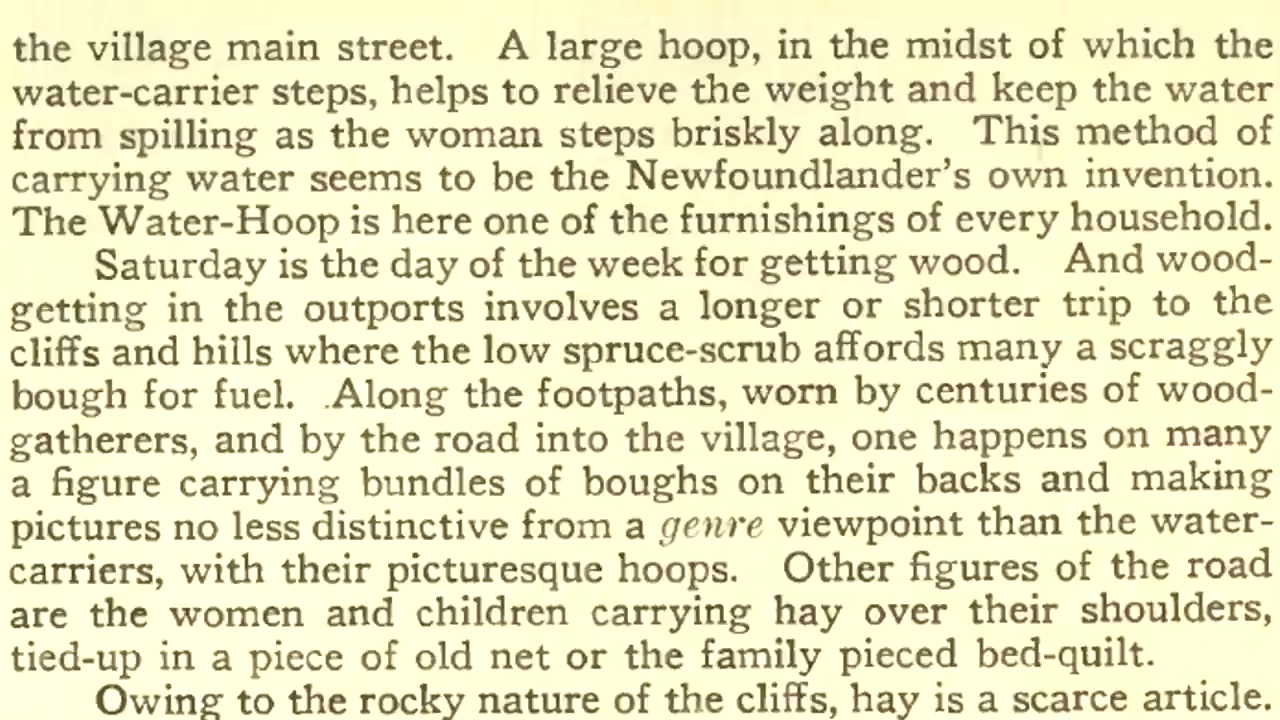 the village main street. A large hoop, in the midst of which the
water-carrier steps, helps to relieve the weight and keep the water
from spilling as the woman steps briskly along. This method of
carrying water seems to be the Newfoundlander's own invention.
The Water-Hoop is here one of the furnishings of every household.
Saturday is the day of the week for getting wood. And wood-
getting in the outports involves a longer or shorter trip to the
cliffs and hills where the low spruce-scrub affords many a scraggly
bough for fuel. .Along the footpaths, worn by centuries of wood-
gatherers, and by the road into the village, one happens on many
a figure carrying bundles of boughs on their backs and making
pictures no less distinctive from a genre viewpoint than the water-
carriers, with their picturesque hoops. Other figures of the road
are the women and children carrying hay over their shoulders,
tied-up in a piece of old net or the family pieced bed-quilt.
Owing to the rocky nature of the cliffs, hay is a scarce article.